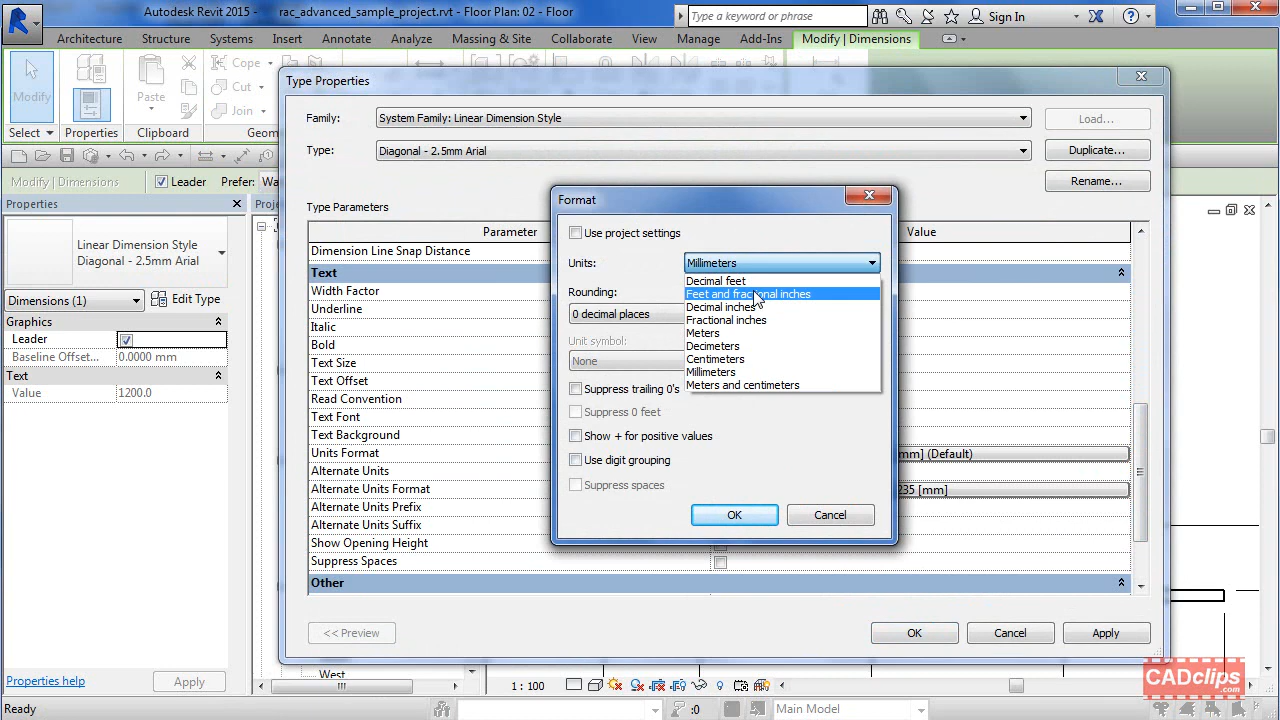 Autodesk Revit 2015 - rac_advanced_sample_project.rvt - Floor Plan: 02 - Floor
Type a keyword or phrase
Sign In
Architecture Structure Systems Insert Annotate Analyze Massing & Site Collaborate View Manage Add-Ins Modify | Dimensions
Modify
Paste
Cope
Cut
Join
Select Properties Clipboard Geom
Modify | Dimensions Leader Prefer: Wa
Properties
Linear Dimension Style
Diagonal - 2.5mm Arial
Dimensions (1) Edit Type
Graphics
Leader
Baseline Offset... 0.0000 mm
Text
Value 1200.0
Properties help Apply
Proj
West
Type Properties
Family: System Family: Linear Dimension Style Load...
Type: Diagonal - 2.5mm Arial Duplicate...
Rename...
Type Parameters
Parameter Value
Dimension Line Snap Distance
Text
Width Factor
Underline
Italic
Bold
Text Size
Text Offset
Read Convention
Text Font
Text Background
Units Format mm] (Default)
Alternate Units
Alternate Units Format 235 [mm]
Alternate Units Prefix
Alternate Units Suffix
Show Opening Height
Suppress Spaces
Other
<< Preview OK Cancel Apply
Format
Use project settings
Units: Millimeters
Decimal feet
Feet and fractional inches
Decimal inches
Fractional inches
Meters
Decimeters
Centimeters
Millimeters
Meters and centimeters
Rounding:
0 decimal places
Unit symbol:
None
Suppress trailing 0's
Suppress 0 feet
Show + for positive values
Use digit grouping
Suppress spaces
OK Cancel
1 : 100
CADclips
.com
Ready :0 Main Model